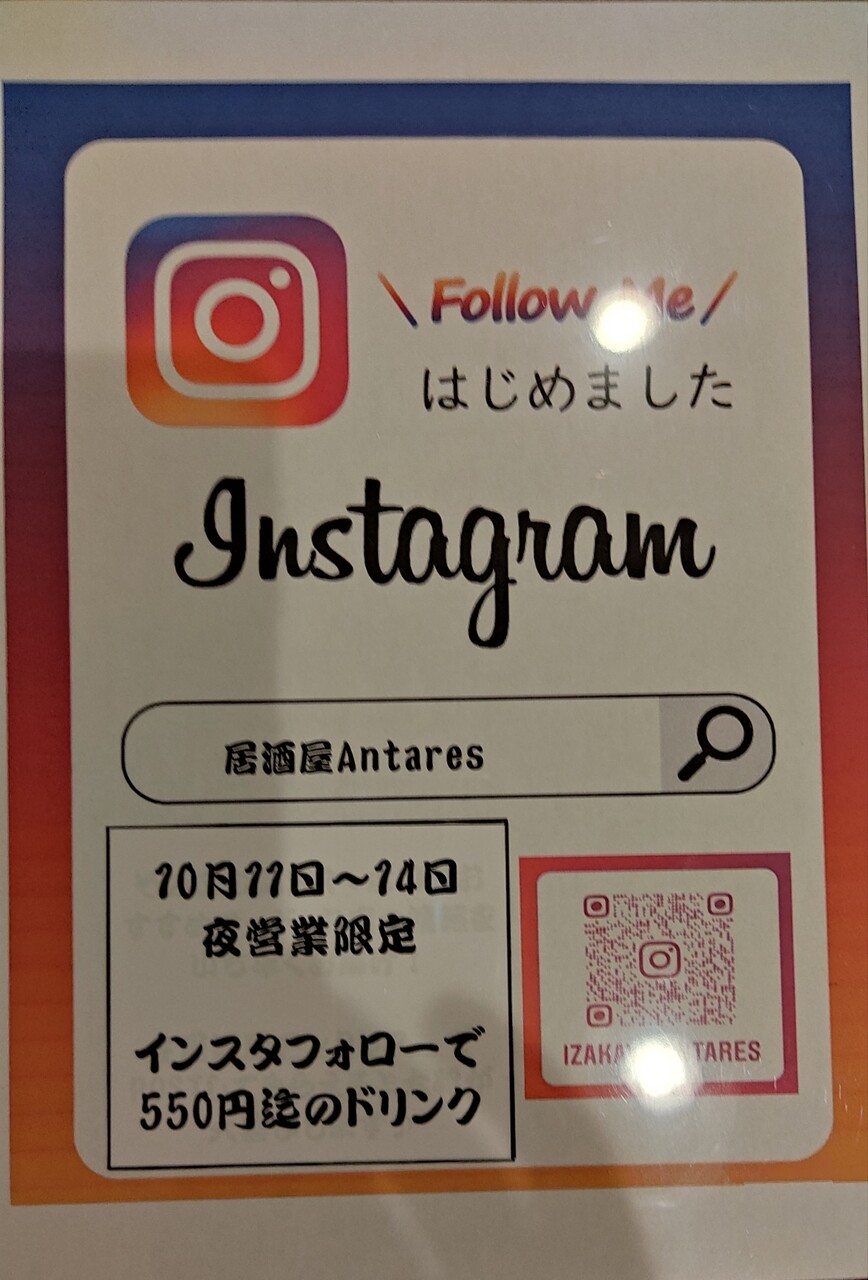 \ Follow Me /
はじめました
Instagram
居酒屋Antares
10月11日～14日
夜営業限定
インスタフォローで
550円迄のドリンク
TARES